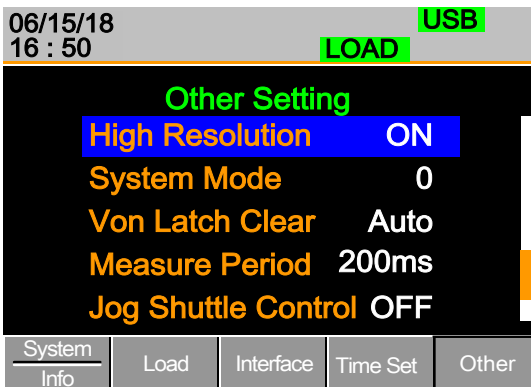 06/15/18 USB
16 : 50 LOAD
Other Setting
High Resolution ON
System Mode 0
Von Latch Clear Auto
Measure Period 200ms
Jog Shuttle Control OFF
System Info Load Interface Time Set Other